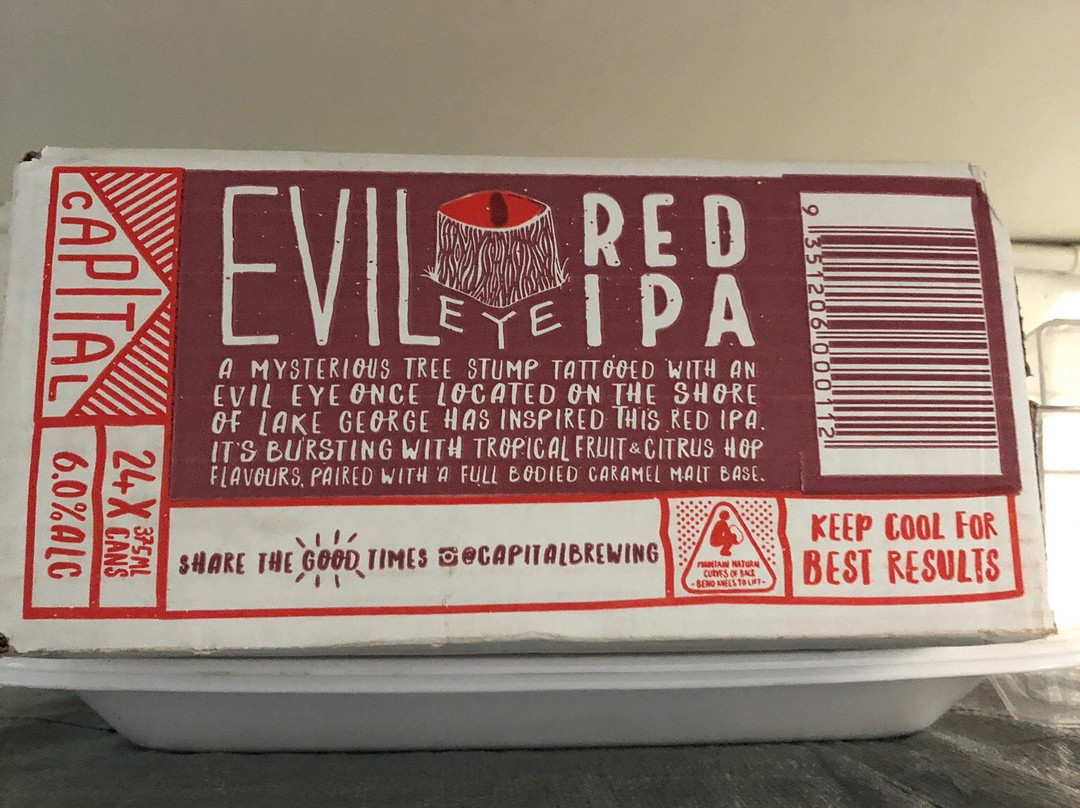 CAPITAL
24 X 375ML CANS
6.0% ALC
EVIL EYE
RED
IPA
A MYSTERIOUS TREE STUMP TATTOOED WITH AN
EVIL EYE ONCE LOCATED ON THE SHORE
OF LAKE GEORGE HAS INSPIRED THIS RED IPA.
IT'S BURSTING WITH TROPICAL FRUIT & CITRUS HOP
FLAVOURS, PAIRED WITH A FULL BODIED CARAMEL MALT BASE.
9 351206 000112
SHARE THE GOOD TIMES @CAPITALBREWING
MAINTAIN NATURAL
CURVES OF BACK
- BEND KNEES TO LIFT -
KEEP COOL FOR
BEST RESULTS